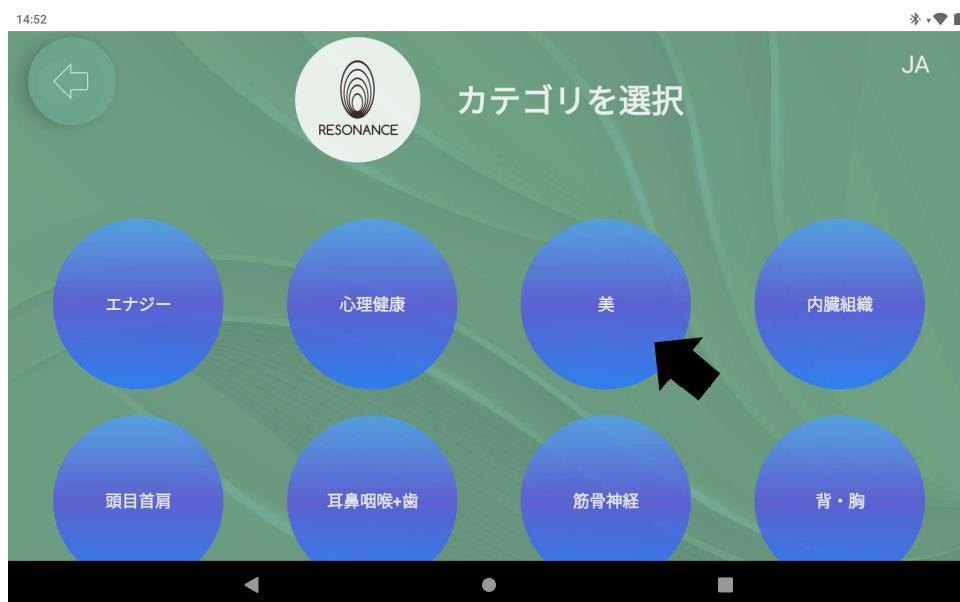 14:52
JA
RESONANCE
カテゴリを選択
エナジー
心理健康
美
内臓組織
頭目首肩
耳鼻咽喉+歯
筋骨神経
背・胸